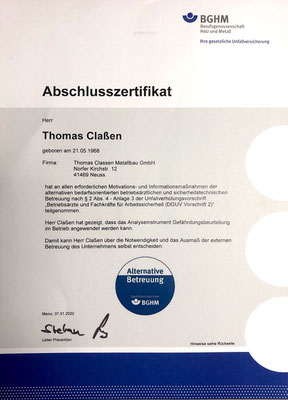 BGHM
Berufsgenossenschaft
Holz und Metall
Ihre gesetzliche Unfallversicherung
Abschlusszertifikat
Herr
Thomas Claßen
geboren am 21.05.1968
Firma: Thomas Classen Metallbau GmbH
Norfer Kirchstr. 12
41469 Neuss
hat an allen erforderlichen Motivations- und Informationsmaßnahmen der
alternativen bedarfsorientierten betriebsärztlichen und sicherheitstechnischen
Betreuung nach § 2 Abs. 4 - Anlage 3 der Unfallverhütungsvorschrift
„Betriebsärzte und Fachkräfte für Arbeitssicherheit (DGUV Vorschrift 2)“
teilgenommen.
Herr Claßen hat gezeigt, dass das Analyseinstrument Gefährdungsbeurteilung
im Betrieb angewendet werden kann.
Damit kann Herr Claßen über die Notwendigkeit und das Ausmaß der externen
Betreuung des Unternehmens selbst entscheiden.
Alternative
Betreuung
BGHM
Mainz, 07.01.2020
Leiter Prävention
Hinweise siehe Rückseite